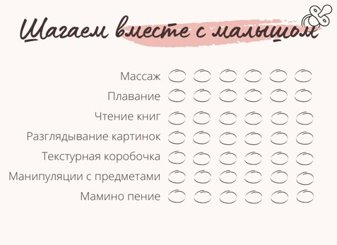 Шагаем вместе с малышом
Массаж
Плавание
Чтение книг
Разглядывание картинок
Текстурная коробочка
Манипуляции с предметами
Мамино пение